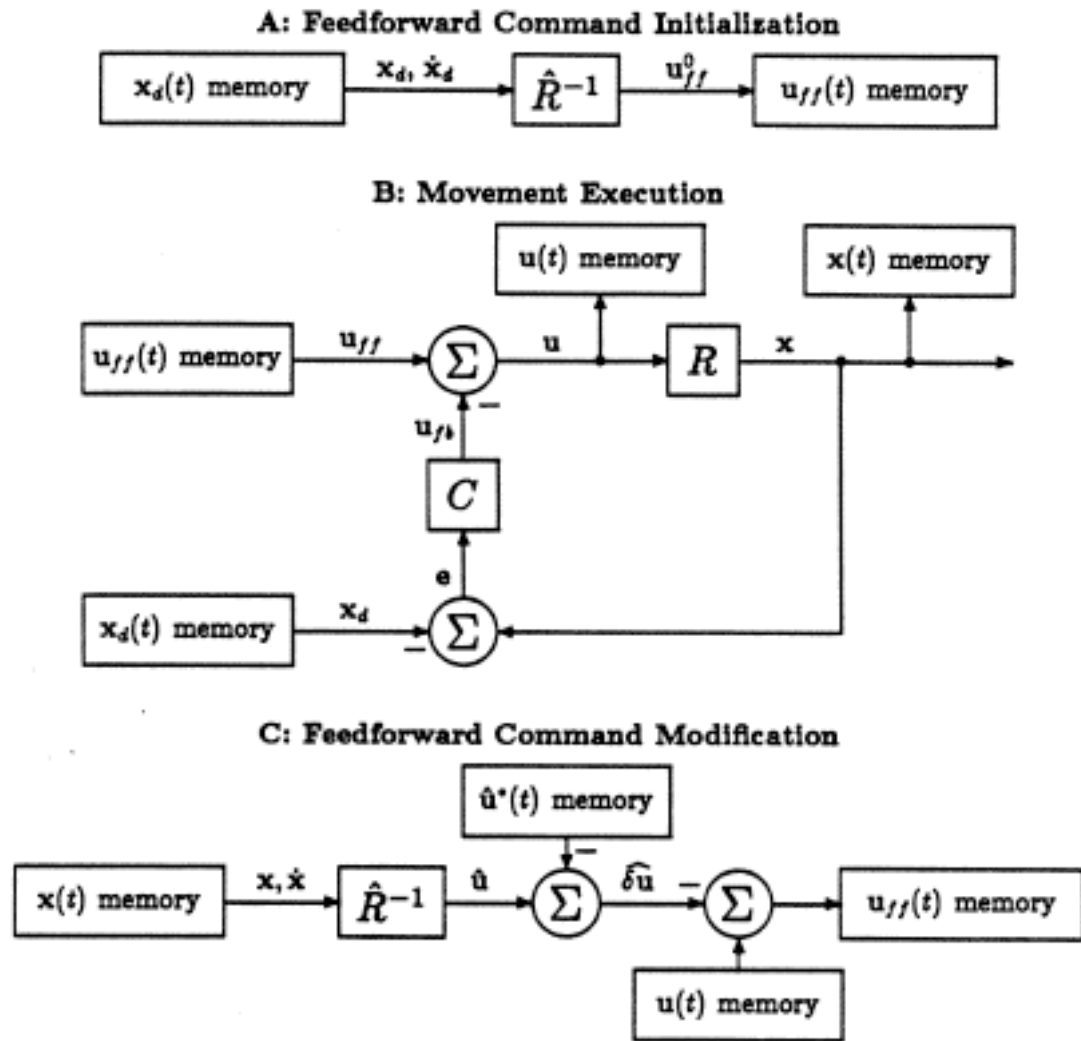 A: Feedforward Command Initialization
x_d(t) memory
x_d, ẋ_d
R̂⁻¹
u⁰_ff
u_ff(t) memory
B: Movement Execution
u(t) memory
x(t) memory
u_ff(t) memory
u_ff
Σ
u
R
x
−
u_fb
C
e
x_d(t) memory
x_d
−
Σ
C: Feedforward Command Modification
û*(t) memory
−
x(t) memory
x, ẋ
R̂⁻¹
û
Σ
δ̂u
−
Σ
u_ff(t) memory
u(t) memory